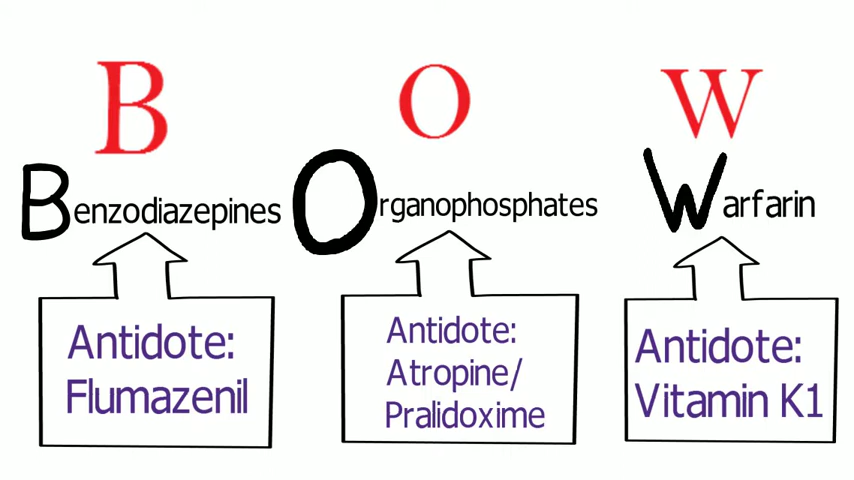 B O W
Benzodiazepines Organophosphates Warfarin
Antidote:
Flumazenil
Antidote:
Atropine/
Pralidoxime
Antidote:
Vitamin K1